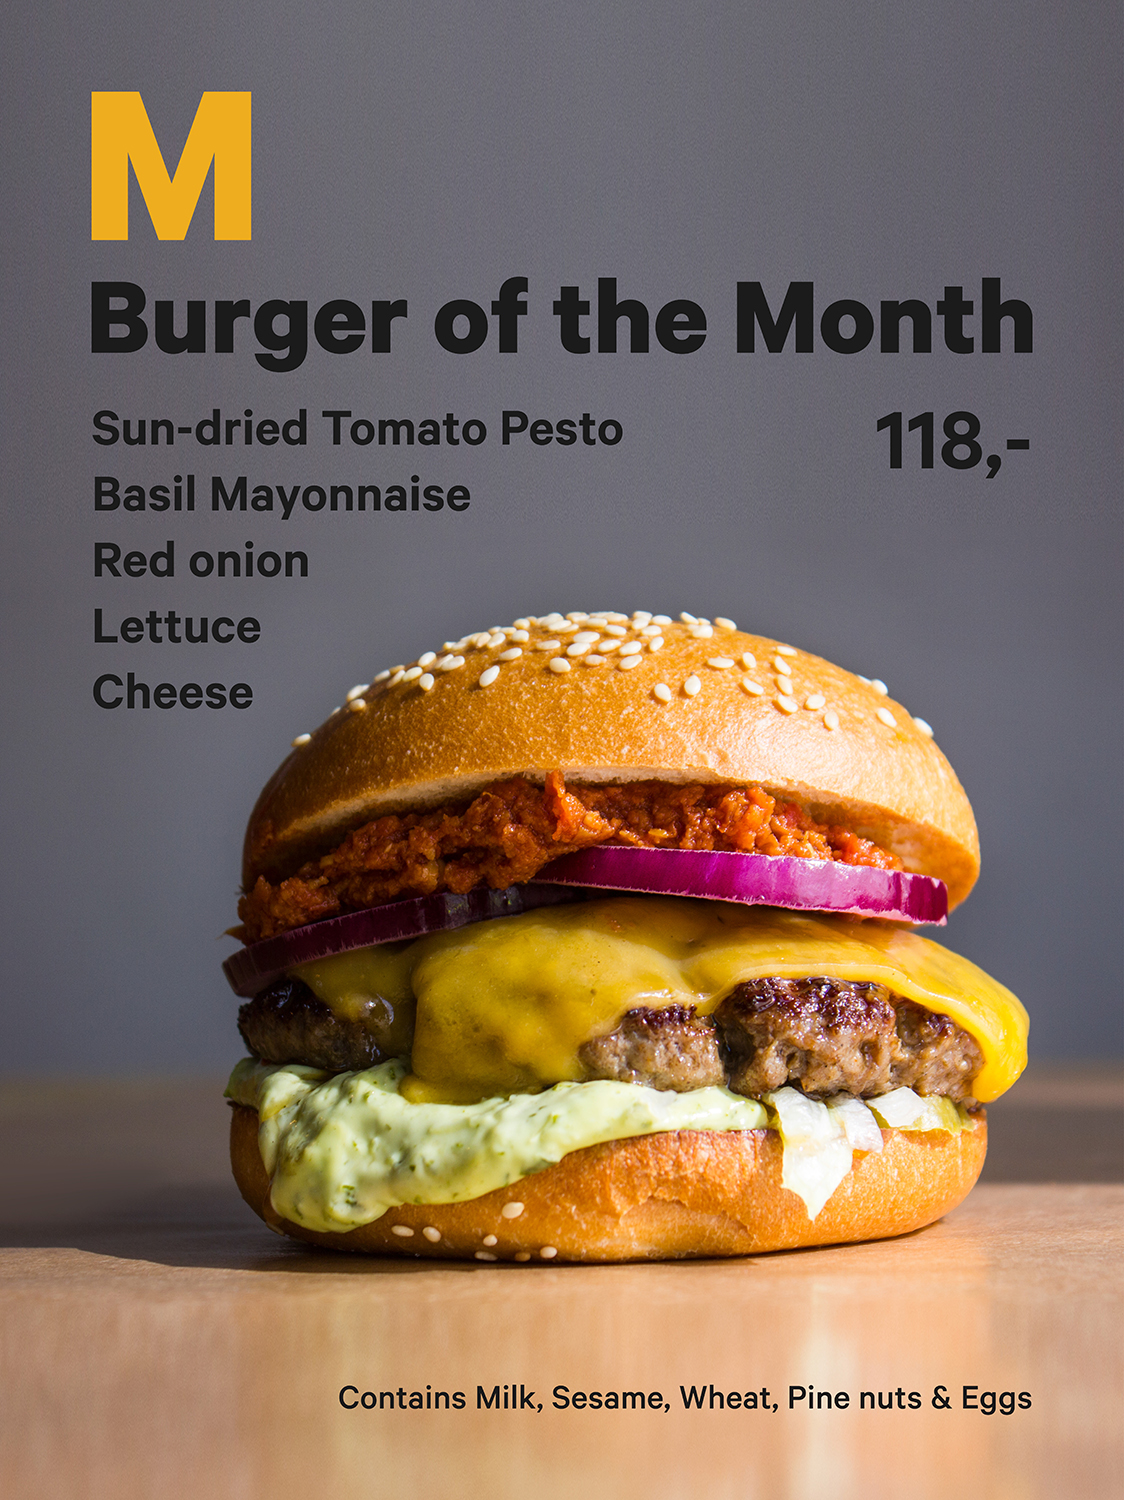 M
Burger of the Month
Sun-dried Tomato Pesto
118,-
Basil Mayonnaise
Red onion
Lettuce
Cheese
Contains Milk, Sesame, Wheat, Pine nuts & Eggs